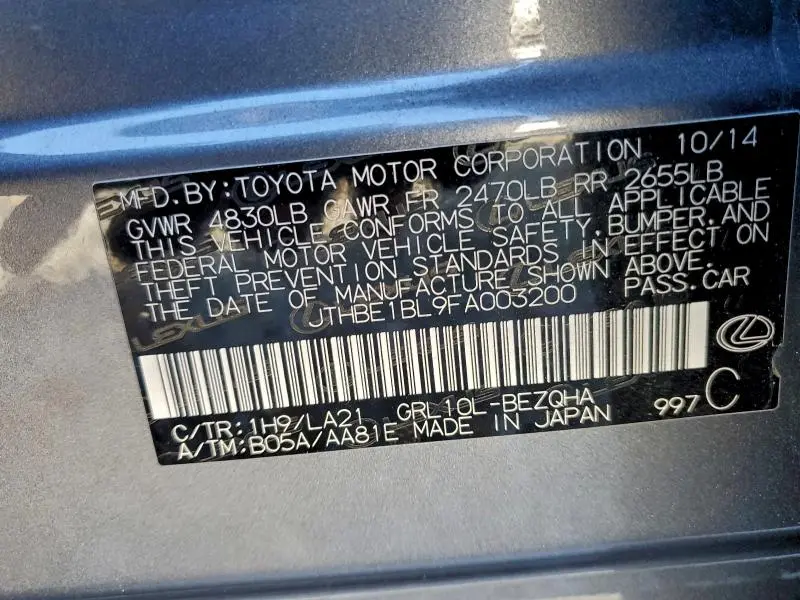 MFD. BY: TOYOTA MOTOR CORPORATION 10/14
GVWR 4830LB GAWR FR 2470LB RR 2655LB
THIS VEHICLE CONFORMS TO ALL APPLICABLE
FEDERAL MOTOR VEHICLE SAFETY, BUMPER, AND
THEFT PREVENTION STANDARDS IN EFFECT ON
THE DATE OF MANUFACTURE SHOWN ABOVE.
JTHBE1BL9FA003200 PASS. CAR
C/TR: 1H9/LA21 GRL10L-BEZQHA 997 C
A/TM: B05A/AA81E MADE IN JAPAN